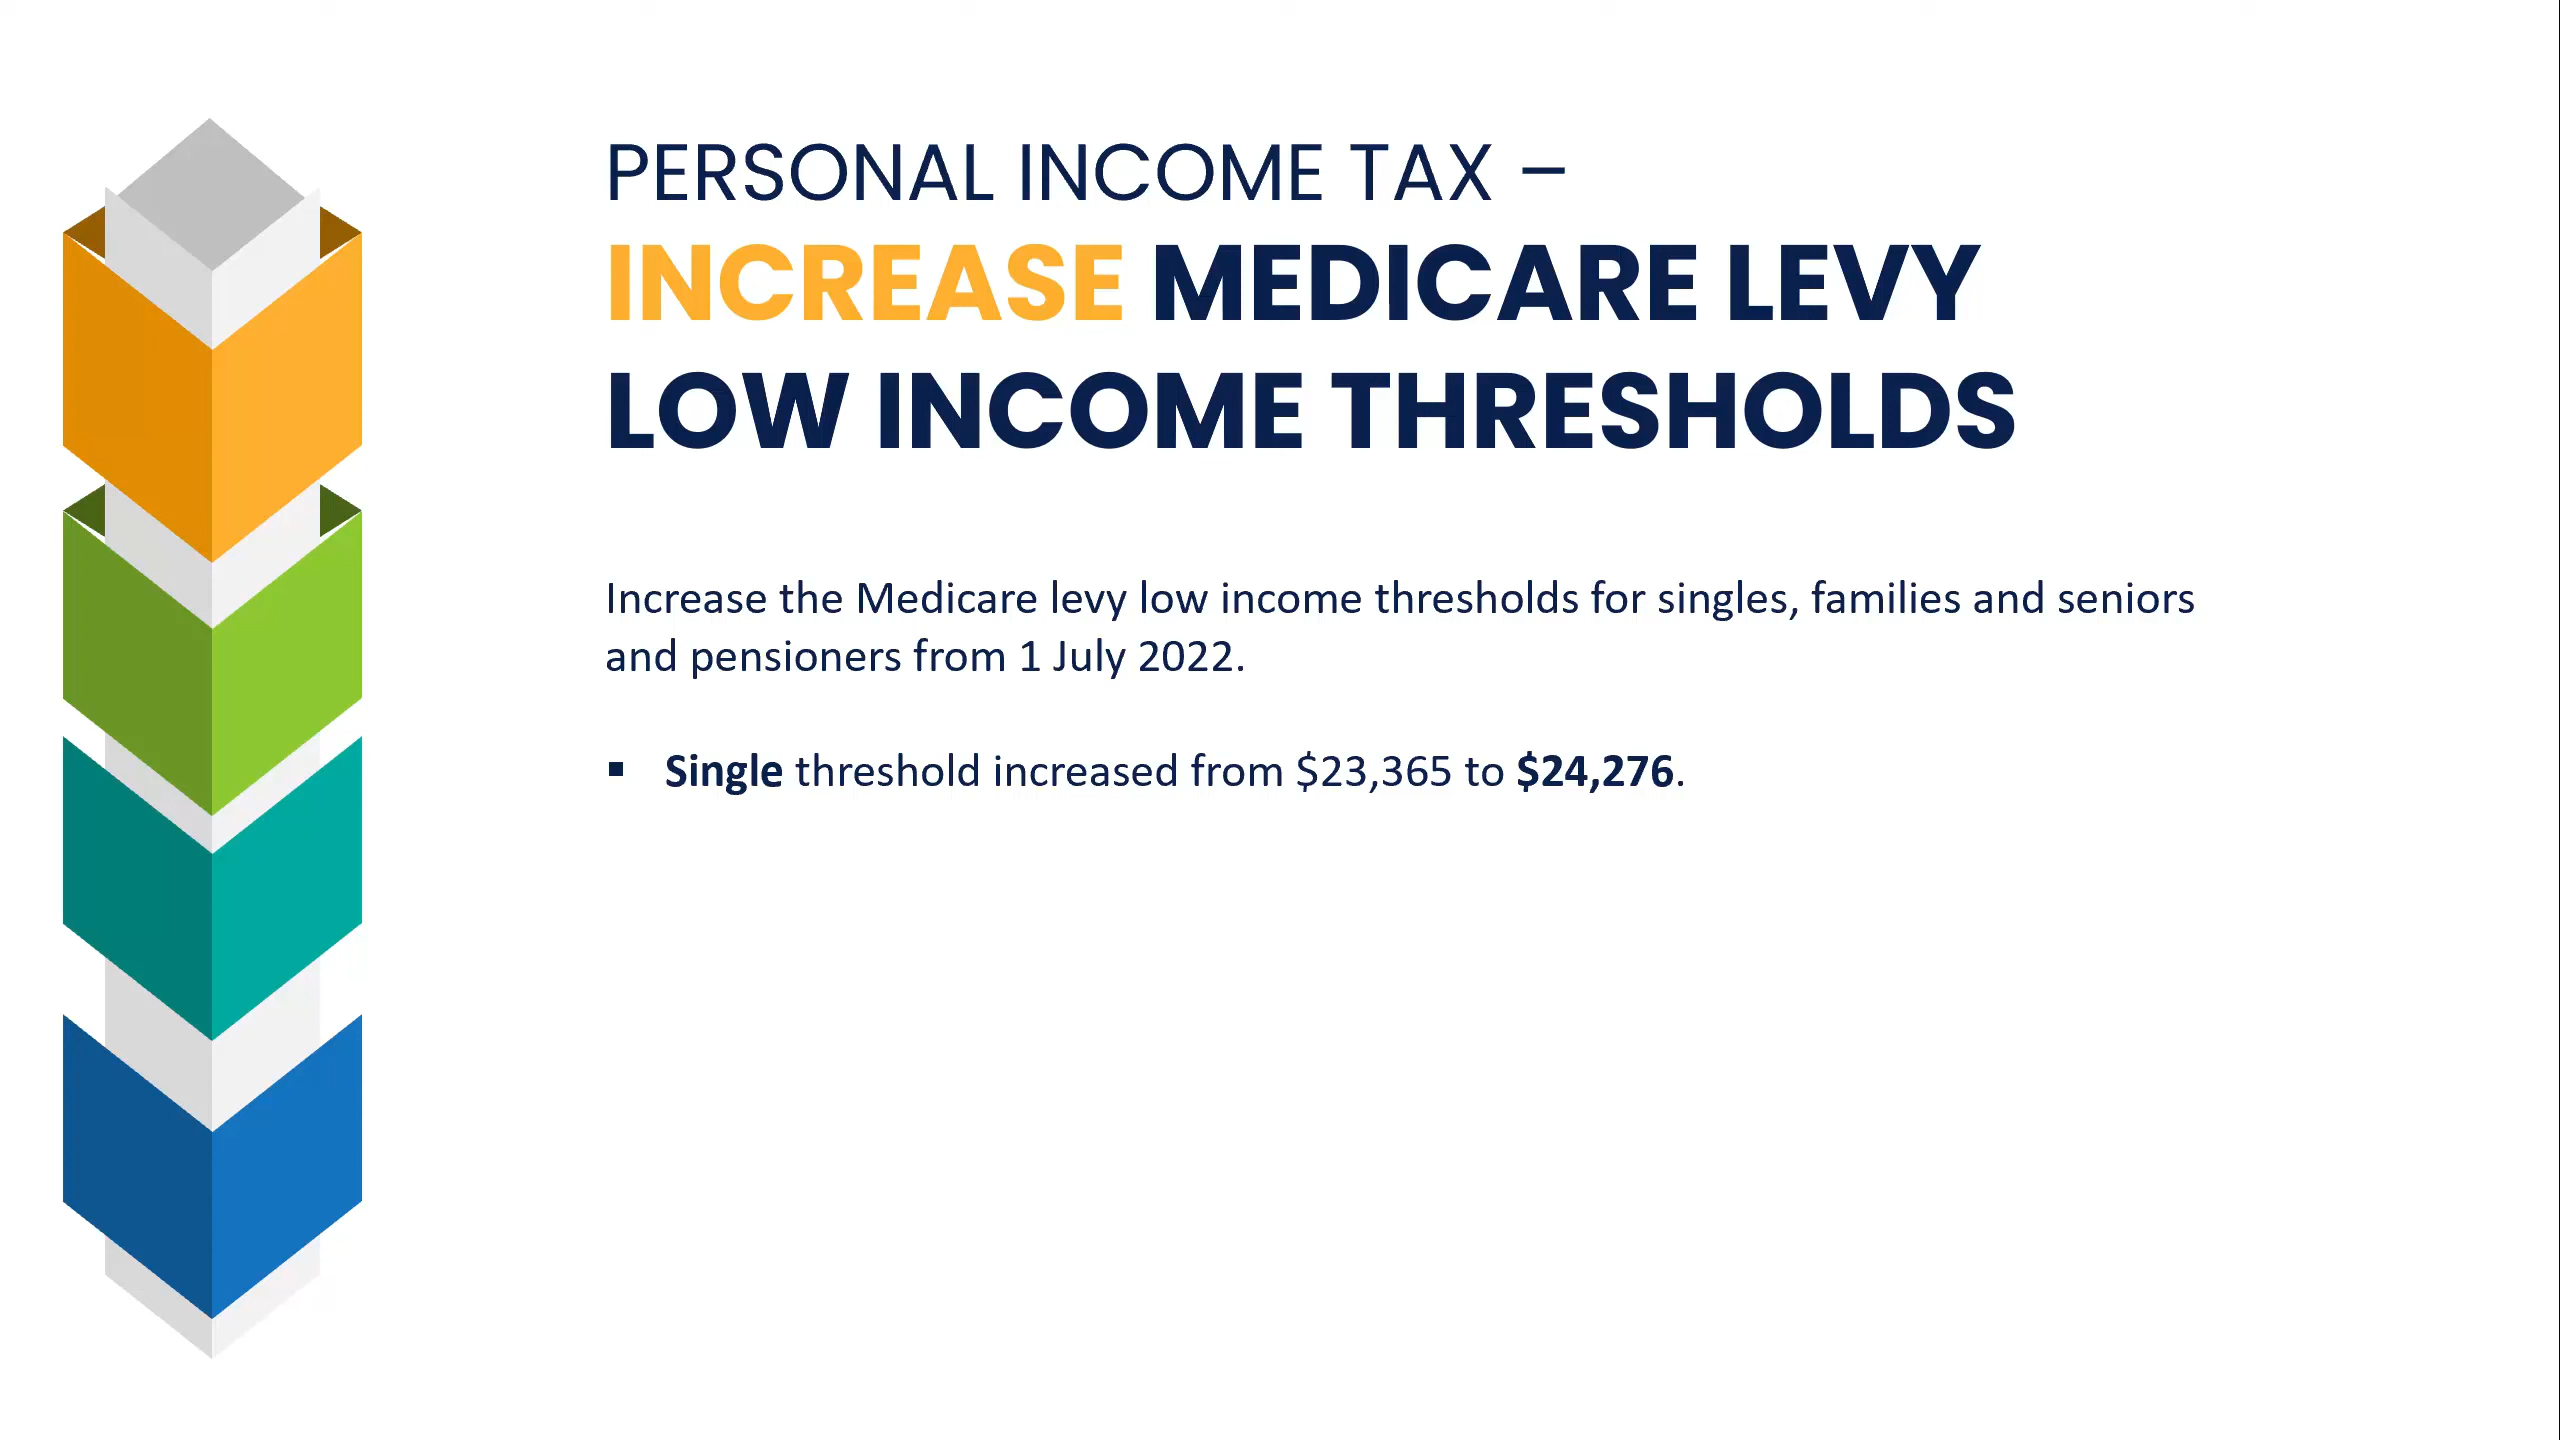 PERSONAL INCOME TAX –
INCREASE MEDICARE LEVY
LOW INCOME THRESHOLDS
Increase the Medicare levy low income thresholds for singles, families and seniors
and pensioners from 1 July 2022.
▪ Single threshold increased from $23,365 to $24,276.